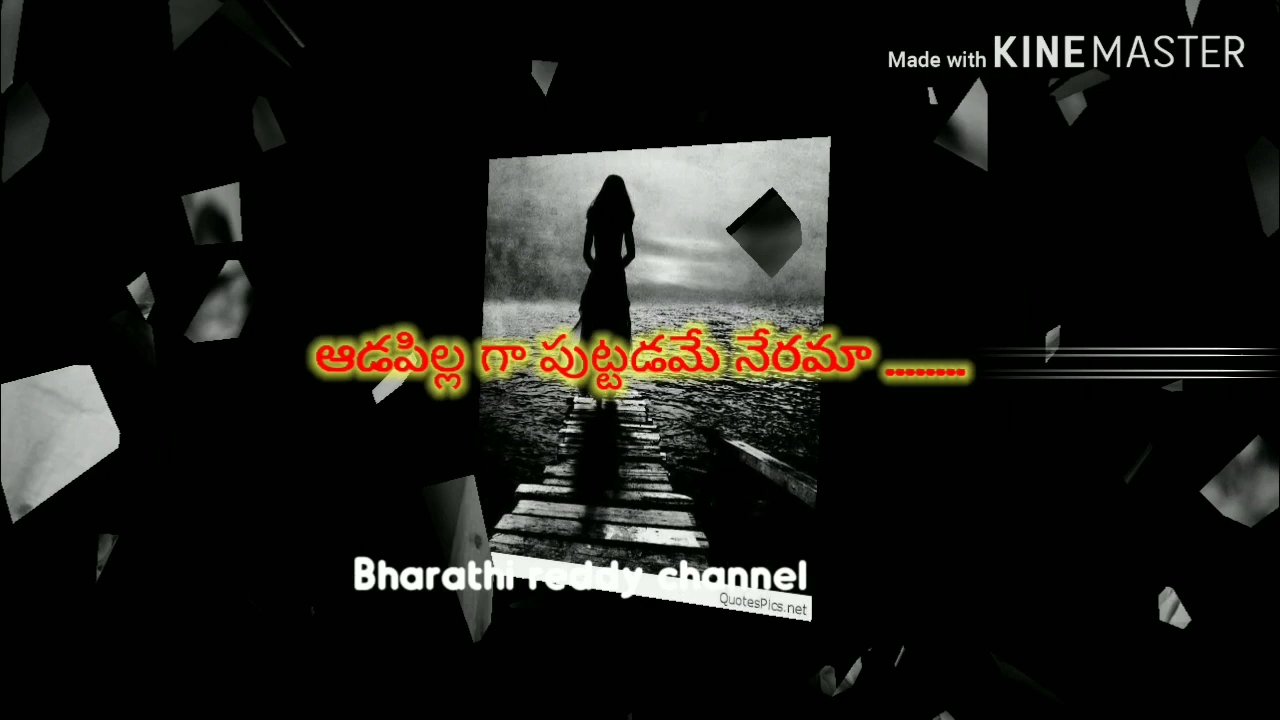 Made with KINEMASTER
ఆడపిల్ల గా పుట్టడమే నేరమా ........
Bharathi reddy channel
QuotesPics.net